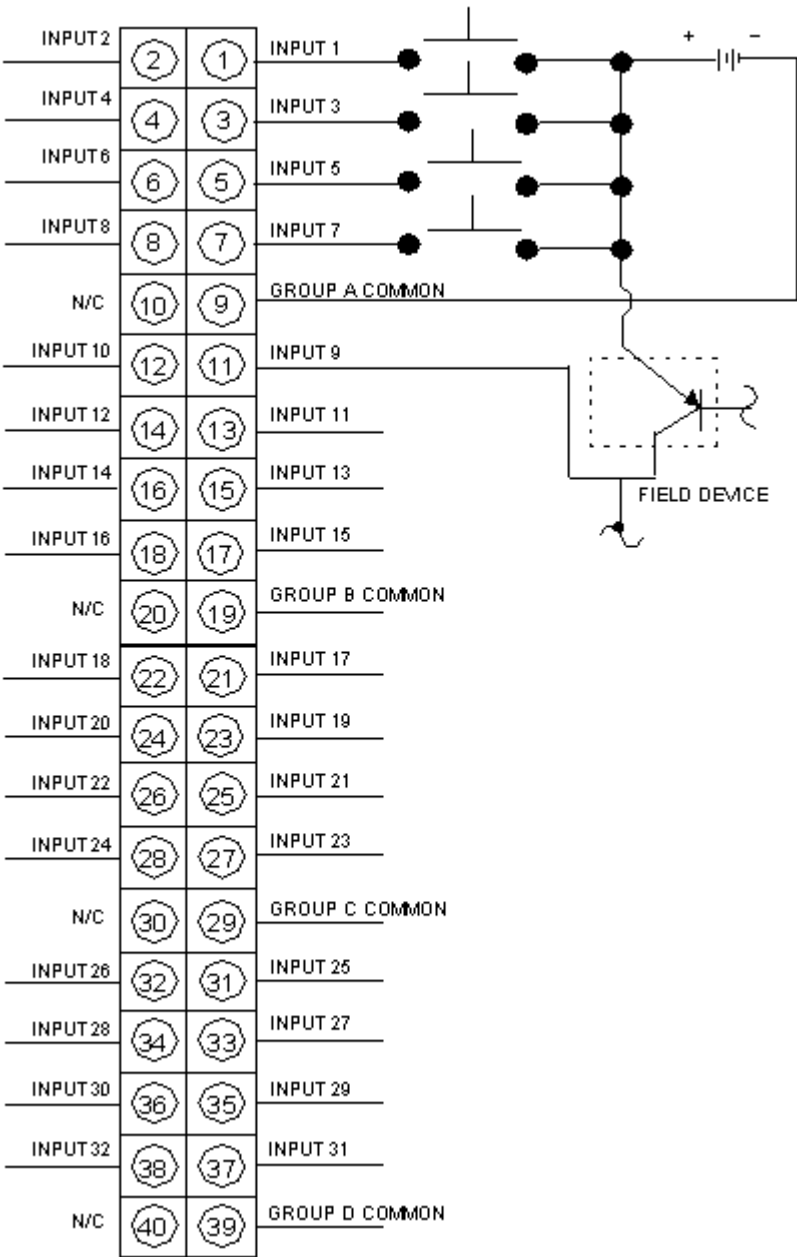 INPUT 2 2 1 INPUT 1 + −
INPUT 4 4 3 INPUT 3
INPUT 6 6 5 INPUT 5
INPUT 8 8 7 INPUT 7
N/C 10 9 GROUP A COMMON
INPUT 10 12 11 INPUT 9
INPUT 12 14 13 INPUT 11
INPUT 14 16 15 INPUT 13
FIELD DEVICE
INPUT 16 18 17 INPUT 15
N/C 20 19 GROUP B COMMON
INPUT 18 22 21 INPUT 17
INPUT 20 24 23 INPUT 19
INPUT 22 26 25 INPUT 21
INPUT 24 28 27 INPUT 23
N/C 30 29 GROUP C COMMON
INPUT 26 32 31 INPUT 25
INPUT 28 34 33 INPUT 27
INPUT 30 36 35 INPUT 29
INPUT 32 38 37 INPUT 31
N/C 40 39 GROUP D COMMON